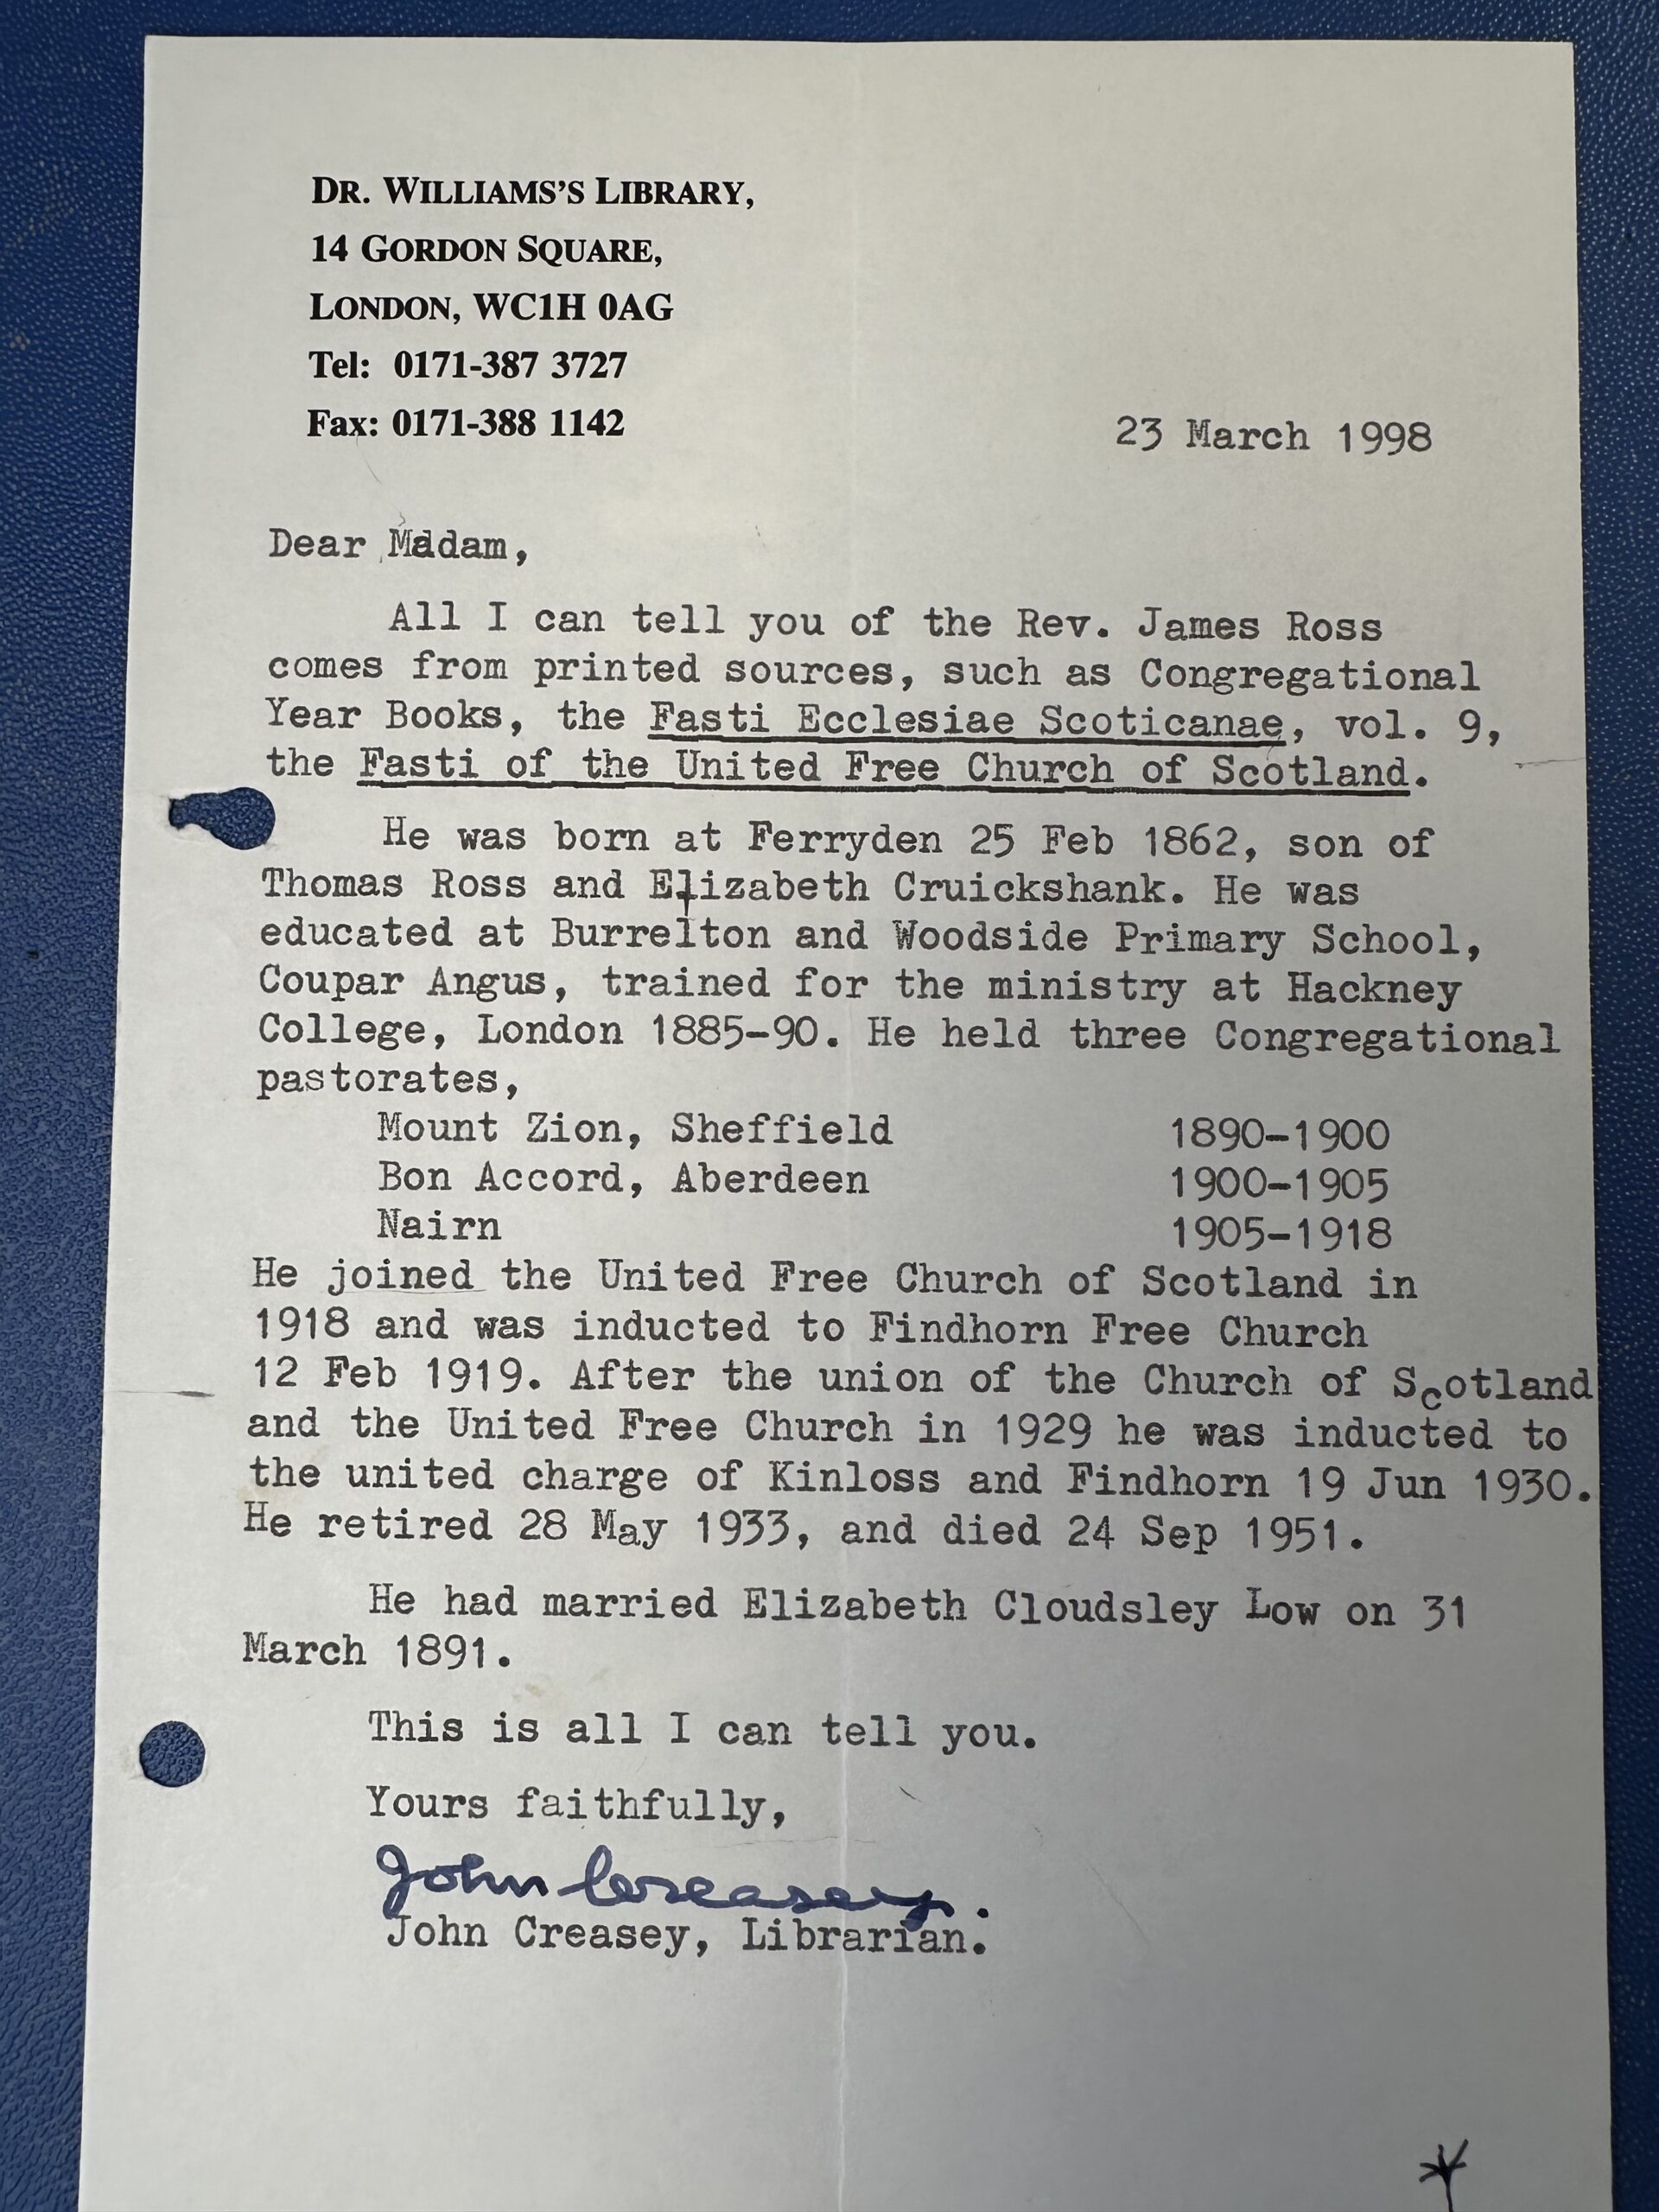 DR. WILLIAMS'S LIBRARY,
14 GORDON SQUARE,
LONDON, WC1H 0AG
Tel: 0171-387 3727
Fax: 0171-388 1142
23 March 1998
Dear Madam,
All I can tell you of the Rev. James Ross
comes from printed sources, such as Congregational
Year Books, the Fasti Ecclesiae Scoticanae, vol. 9,
the Fasti of the United Free Church of Scotland.
He was born at Ferryden 25 Feb 1862, son of
Thomas Ross and Elizabeth Cruickshank. He was
educated at Burrelton and Woodside Primary School,
Coupar Angus, trained for the ministry at Hackney
College, London 1885-90. He held three Congregational
pastorates,
Mount Zion, Sheffield 1890-1900
Bon Accord, Aberdeen 1900-1905
Nairn 1905-1918
He joined the United Free Church of Scotland in
1918 and was inducted to Findhorn Free Church
12 Feb 1919. After the union of the Church of Scotland
and the United Free Church in 1929 he was inducted to
the united charge of Kinloss and Findhorn 19 Jun 1930.
He retired 28 May 1933, and died 24 Sep 1951.
He had married Elizabeth Cloudsley Low on 31
March 1891.
This is all I can tell you.
Yours faithfully,
John Creasey.
John Creasey, Librarian.